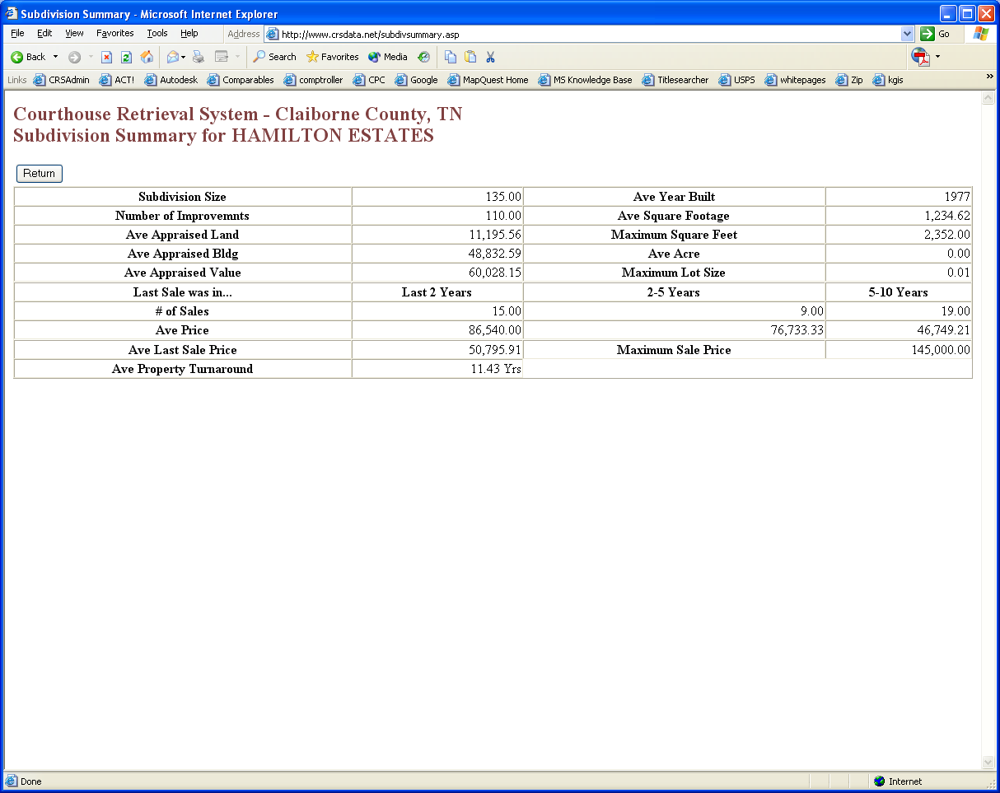 Subdivision Summary - Microsoft Internet Explorer
File Edit View Favorites Tools Help Address http://www.crsdata.net/subdivsummary.asp Go
Back Search Favorites Media
Links CRSAdmin ACT! Autodesk Comparables comptroller CPC Google MapQuest Home MS Knowledge Base Titlesearcher USPS whitepages Zip kgis »
Courthouse Retrieval System - Claiborne County, TN
Subdivision Summary for HAMILTON ESTATES
Return
Subdivision Size 135.00 Ave Year Built 1977
Number of Improvemnts 110.00 Ave Square Footage 1,234.62
Ave Appraised Land 11,195.56 Maximum Square Feet 2,352.00
Ave Appraised Bldg 48,832.59 Ave Acre 0.00
Ave Appraised Value 60,028.15 Maximum Lot Size 0.01
Last Sale was in... Last 2 Years 2-5 Years 5-10 Years
# of Sales 15.00 9.00 19.00
Ave Price 86,540.00 76,733.33 46,749.21
Ave Last Sale Price 50,795.91 Maximum Sale Price 145,000.00
Ave Property Turnaround 11.43 Yrs
Done Internet